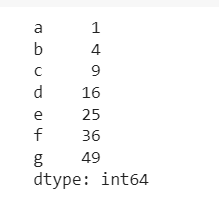 a     1
b     4
c     9
d    16
e    25
f    36
g    49
dtype: int64